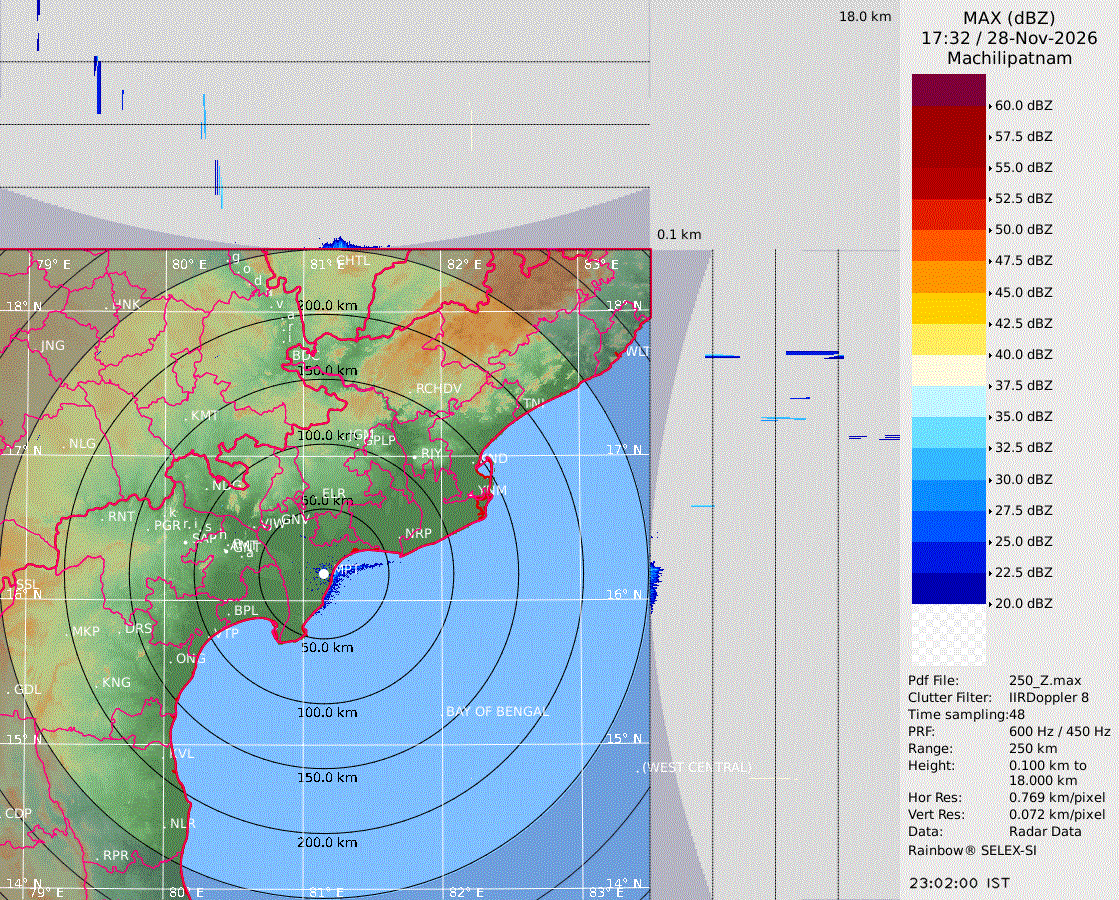 18.0 km
0.1 km
MAX (dBZ)
17:32 / 28-Nov-2026
Machilipatnam
60.0 dBZ
57.5 dBZ
55.0 dBZ
52.5 dBZ
50.0 dBZ
47.5 dBZ
45.0 dBZ
42.5 dBZ
40.0 dBZ
37.5 dBZ
35.0 dBZ
32.5 dBZ
30.0 dBZ
27.5 dBZ
25.0 dBZ
22.5 dBZ
20.0 dBZ
Pdf File: 250_Z.max
Clutter Filter: IIRDoppler 8
Time sampling:48
PRF: 600 Hz / 450 Hz
Range: 250 km
Height: 0.100 km to
18.000 km
Hor Res: 0.769 km/pixel
Vert Res: 0.072 km/pixel
Data: Radar Data
Rainbow® SELEX-SI
23:02:00 IST
79° E
80° E
81° E
CHTL
82° E
83° E
g
o
d
v
a
r
i
HNK
200.0 km
18° N
18° N
JNG
BDC
WLT
150.0 km
RCHDV
TNI
KMT
NLG
100.0 km
GPLP
17° N
RJY
17° N
ELR
50.0 km
YNM
RNT
k
PGR
r
i
s
h
VJW
GNV
NRP
GNT
SSL
16° N
16° N
BPL
MKP
DRS
50.0 km
ONG
KNG
GDL
100.0 km
BAY OF BENGAL
15° N
15° N
KVL
150.0 km
(WEST CENTRAL)
CDP
NLR
200.0 km
RPR
14° N
14° N
79° E
80° E
81° E
82° E
83° E